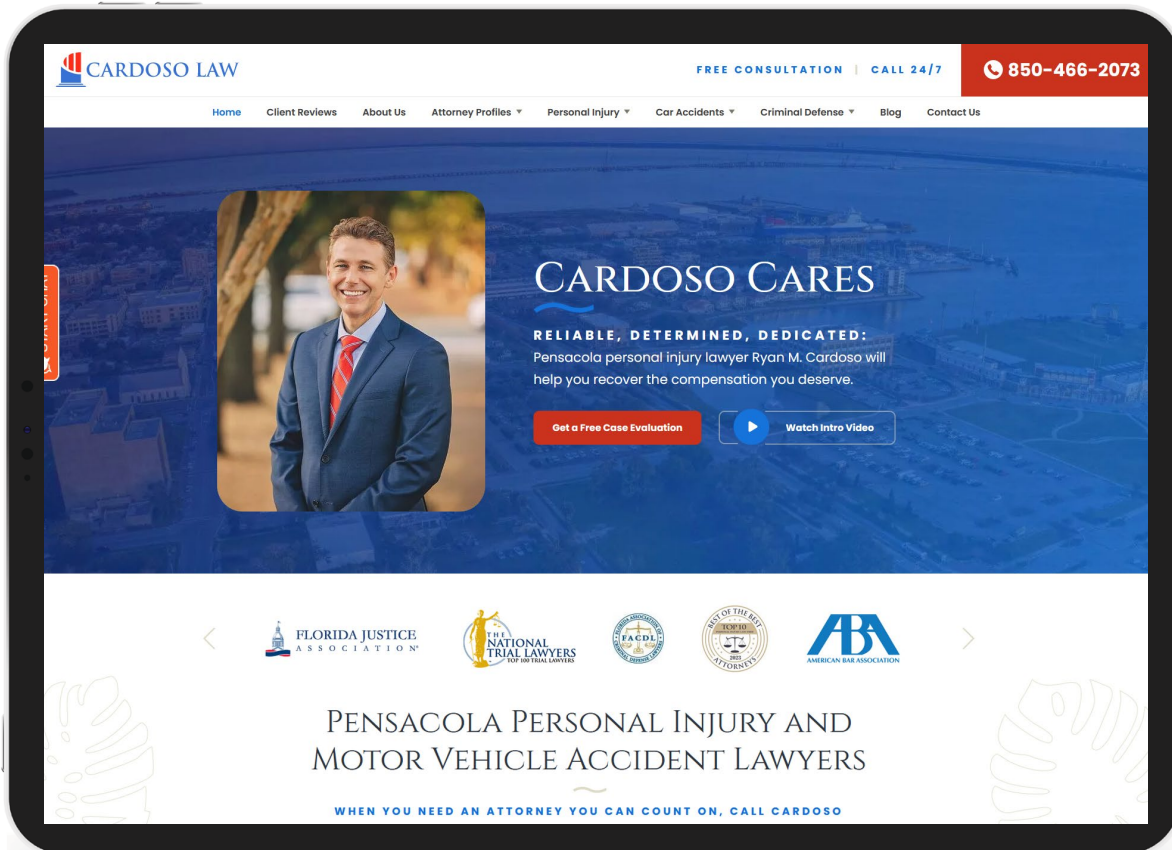 CARDOSO LAW
FREE CONSULTATION | CALL 24/7
850-466-2073
Home Client Reviews About Us Attorney Profiles Personal Injury Car Accidents Criminal Defense Blog Contact Us
CARDOSO CARES
RELIABLE, DETERMINED, DEDICATED:
Pensacola personal injury lawyer Ryan M. Cardoso will
help you recover the compensation you deserve.
Get a Free Case Evaluation
Watch Intro Video
FLORIDA JUSTICE
ASSOCIATION
THE
NATIONAL
TRIAL LAWYERS
TOP 100 TRIAL LAWYERS
FACDL
BEST OF THE BEST
TOP 10
2021
ATTORNEYS
ABA
AMERICAN BAR ASSOCIATION
PENSACOLA PERSONAL INJURY AND
MOTOR VEHICLE ACCIDENT LAWYERS
WHEN YOU NEED AN ATTORNEY YOU CAN COUNT ON, CALL CARDOSO